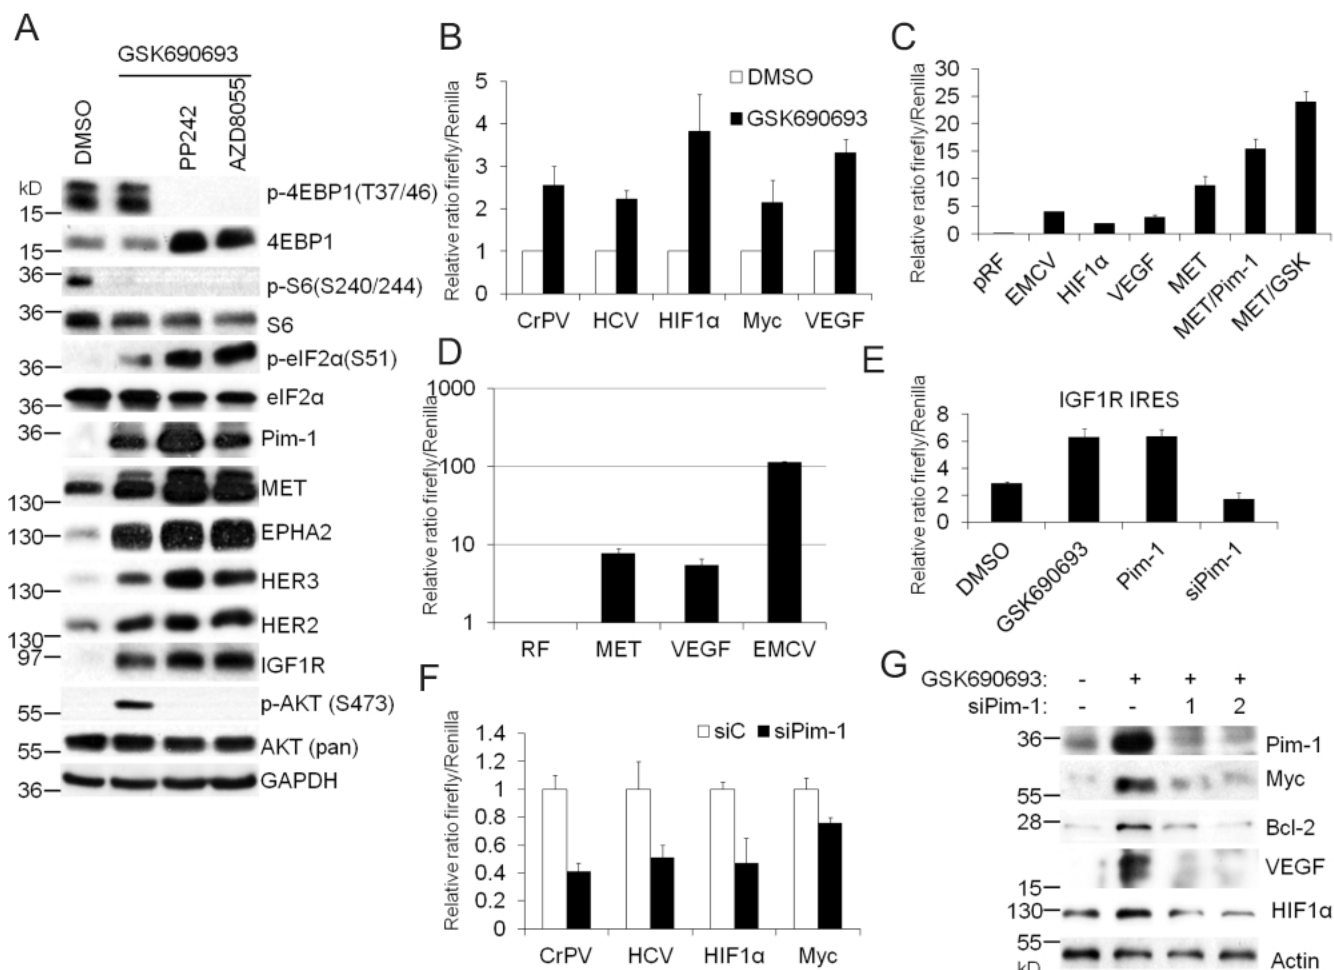 A
GSK690693
DMSO
PP242
AZD8055
kD
15
p-4EBP1(T37/46)
15
4EBP1
36
p-S6(S240/244)
36
S6
36
p-eIF2α(S51)
36
eIF2α
36
Pim-1
130
MET
130
EPHA2
130
HER3
130
HER2
97
IGF1R
55
p-AKT (S473)
55
AKT (pan)
36
GAPDH
B
Relative ratio firefly/Renilla
5
4
3
2
1
0
DMSO
GSK690693
CrPV HCV HIF1α Myc VEGF
C
Relative ratio firefly/Renilla
30
25
20
15
10
5
0
pRF EMCV HIF1α VEGF MET MET/Pim-1 MET/GSK
D
Relative ratio firefly/Renilla
1000
100
10
1
RF MET VEGF EMCV
E
IGF1R IRES
Relative ratio firefly/Renilla
8
6
4
2
0
DMSO GSK690693 Pim-1 siPim-1
F
Relative ratio firefly/Renilla
1.4
1.2
1
0.8
0.6
0.4
0.2
0
siC siPim-1
CrPV HCV HIF1α Myc
G
GSK690693: - + + +
siPim-1: - - 1 2
36
Pim-1
55
Myc
28
Bcl-2
15
VEGF
130
HIF1α
55
Actin
kD